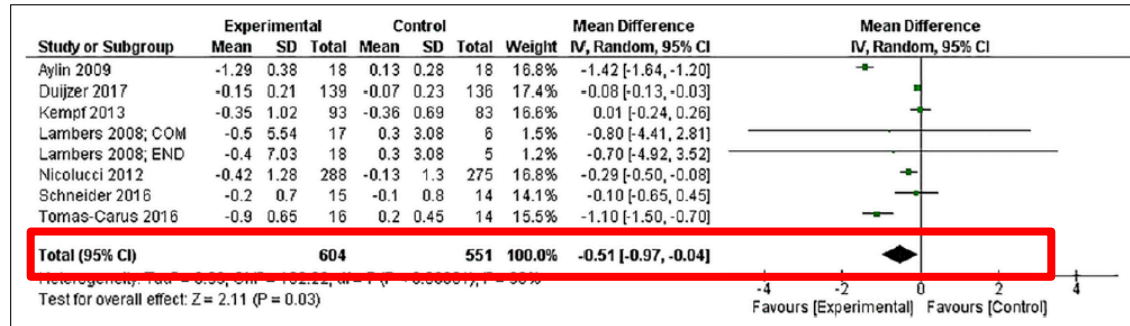 Experimental Control Mean Difference Mean Difference
Study or Subgroup Mean SD Total Mean SD Total Weight IV, Random, 95% CI IV, Random, 95% CI
Aylin 2009 -1.29 0.38 18 0.13 0.28 18 16.8% -1.42 [-1.64, -1.20]
Duijzer 2017 -0.15 0.21 139 -0.07 0.23 136 17.4% -0.08 [-0.13, -0.03]
Kempf 2013 -0.35 1.02 93 -0.36 0.69 83 16.6% 0.01 [-0.24, 0.26]
Lambers 2008; COM -0.5 5.54 17 0.3 3.08 6 1.5% -0.80 [-4.41, 2.81]
Lambers 2008; END -0.4 7.03 18 0.3 3.08 5 1.2% -0.70 [-4.92, 3.52]
Nicolucci 2012 -0.42 1.28 288 -0.13 1.3 275 16.8% -0.29 [-0.50, -0.08]
Schneider 2016 -0.2 0.7 15 -0.1 0.8 14 14.1% -0.10 [-0.65, 0.45]
Tomas-Carus 2016 -0.9 0.65 16 0.2 0.45 14 15.5% -1.10 [-1.50, -0.70]
Total (95% CI) 604 551 100.0% -0.51 [-0.97, -0.04]
-4 -2 0 2 4
Test for overall effect: Z = 2.11 (P = 0.03)
Favours [Experimental] Favours [Control]